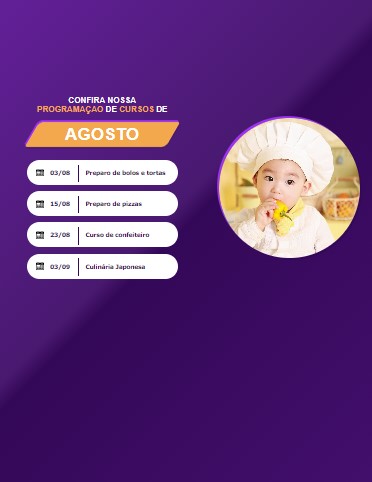 CONFIRA NOSSA
PROGRAMAÇAO DE CURSOS DE
AGOSTO
03/08 Preparo de bolos e tortas
15/08 Preparo de pizzas
23/08 Curso de confeiteiro
03/09 Culinária Japonesa